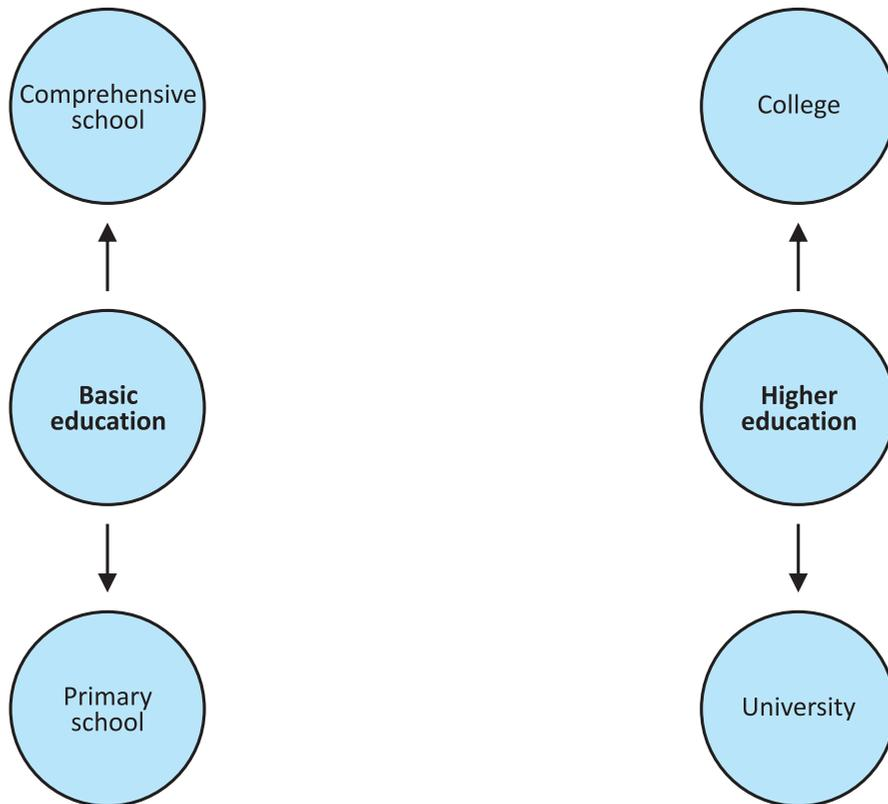 Comprehensive
school
College
Basic
education
Higher
education
Primary
school
University